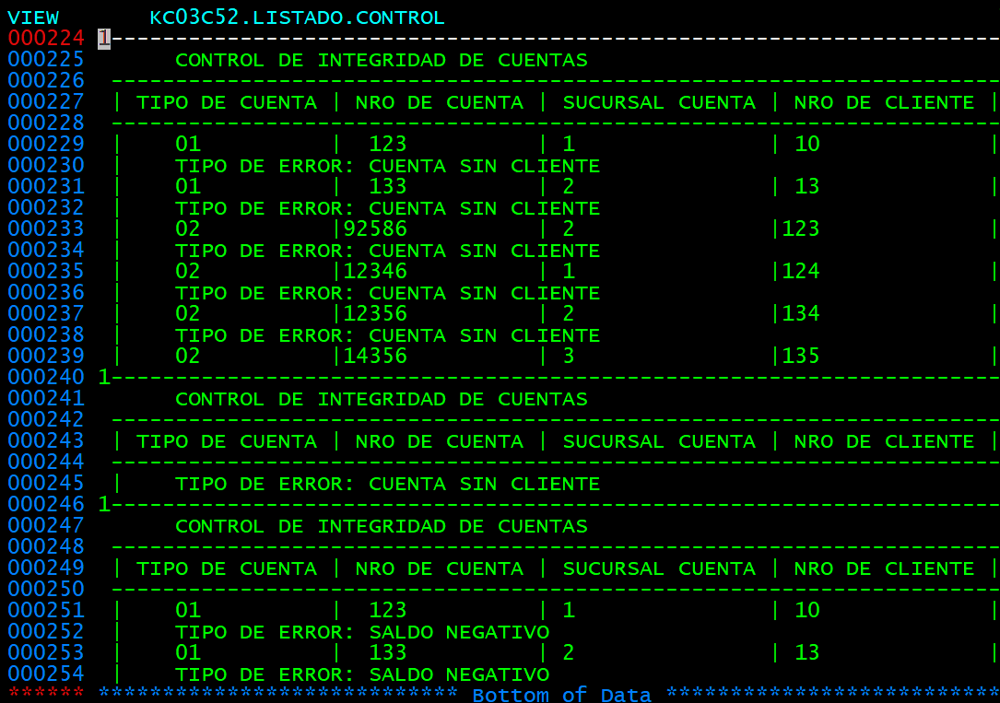 VIEW       KC03C52.LISTADO.CONTROL
000224 1---------------------------------------------------------------------
000225      CONTROL DE INTEGRIDAD DE CUENTAS
000226  ---------------------------------------------------------------------
000227  | TIPO DE CUENTA | NRO DE CUENTA | SUCURSAL CUENTA | NRO DE CLIENTE |
000228  ---------------------------------------------------------------------
000229  |    01          |  123          | 1               | 10             |
000230  |    TIPO DE ERROR: CUENTA SIN CLIENTE
000231  |    01          |  133          | 2               | 13             |
000232  |    TIPO DE ERROR: CUENTA SIN CLIENTE
000233  |    02          |92586          | 2               |123             |
000234  |    TIPO DE ERROR: CUENTA SIN CLIENTE
000235  |    02          |12346          | 1               |124             |
000236  |    TIPO DE ERROR: CUENTA SIN CLIENTE
000237  |    02          |12356          | 2               |134             |
000238  |    TIPO DE ERROR: CUENTA SIN CLIENTE
000239  |    02          |14356          | 3               |135             |
000240 1---------------------------------------------------------------------
000241      CONTROL DE INTEGRIDAD DE CUENTAS
000242  ---------------------------------------------------------------------
000243  | TIPO DE CUENTA | NRO DE CUENTA | SUCURSAL CUENTA | NRO DE CLIENTE |
000244  ---------------------------------------------------------------------
000245  |    TIPO DE ERROR: CUENTA SIN CLIENTE
000246 1---------------------------------------------------------------------
000247      CONTROL DE INTEGRIDAD DE CUENTAS
000248  ---------------------------------------------------------------------
000249  | TIPO DE CUENTA | NRO DE CUENTA | SUCURSAL CUENTA | NRO DE CLIENTE |
000250  ---------------------------------------------------------------------
000251  |    01          |  123          | 1               | 10             |
000252  |    TIPO DE ERROR: SALDO NEGATIVO
000253  |    01          |  133          | 2               | 13             |
000254  |    TIPO DE ERROR: SALDO NEGATIVO
****** **************************** Bottom of Data **************************